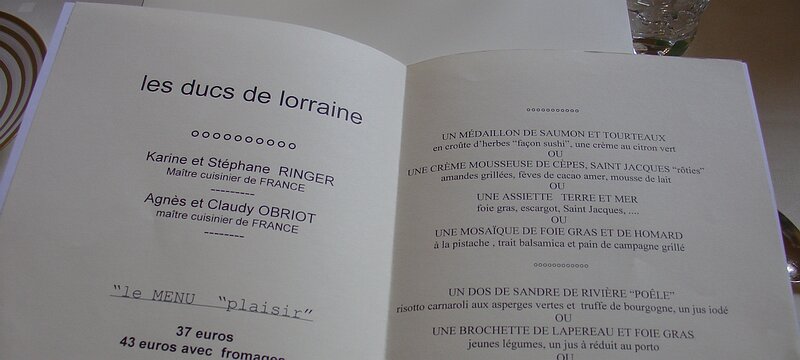 les ducs de lorraine
°°°°°°°°°°
Karine et Stéphane RINGER
Maître cuisinier de FRANCE
---------
Agnès et Claudy OBRIOT
maître cuisinier de FRANCE
--------
"le MENU "plaisir"
37 euros
43 euros avec fromages
°°°°°°°°°°°
UN MÉDAILLON DE SAUMON ET TOURTEAUX
en croûte d'herbes "façon sushi", une crème au citron vert
OU
UNE CRÈME MOUSSEUSE DE CÈPES, SAINT JACQUES "rôties"
amandes grillées, fèves de cacao amer, mousse de lait
OU
UNE ASSIETTE TERRE ET MER
foie gras, escargot, Saint Jacques, ....
OU
UNE MOSAÏQUE DE FOIE GRAS ET DE HOMARD
à la pistache , trait balsamica et pain de campagne grillé
°°°°°°°°°°°
UN DOS DE SANDRE DE RIVIÈRE "POÊLE"
risotto carnaroli aux asperges vertes et truffe de bourgogne, un jus iodé
OU
UNE BROCHETTE DE LAPEREAU ET FOIE GRAS
jeunes légumes, un jus à réduit au porto
OU